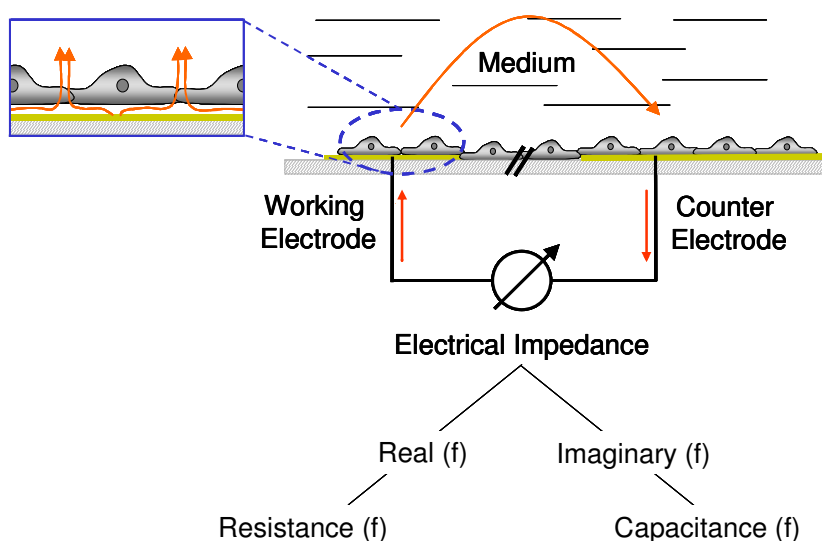 Medium
Working
Electrode
Counter
Electrode
Electrical Impedance
Real (f)
Imaginary (f)
Resistance (f)
Capacitance (f)